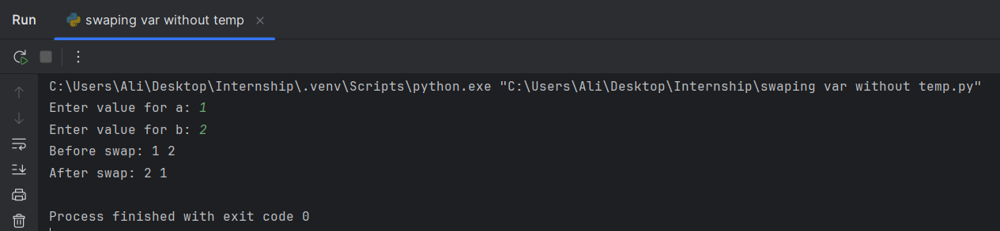 Run swaping var without temp
C:\Users\Ali\Desktop\Internship\.venv\Scripts\python.exe "C:\Users\Ali\Desktop\Internship\swaping var without temp.py"
Enter value for a: 1
Enter value for b: 2
Before swap: 1 2
After swap: 2 1
Process finished with exit code 0